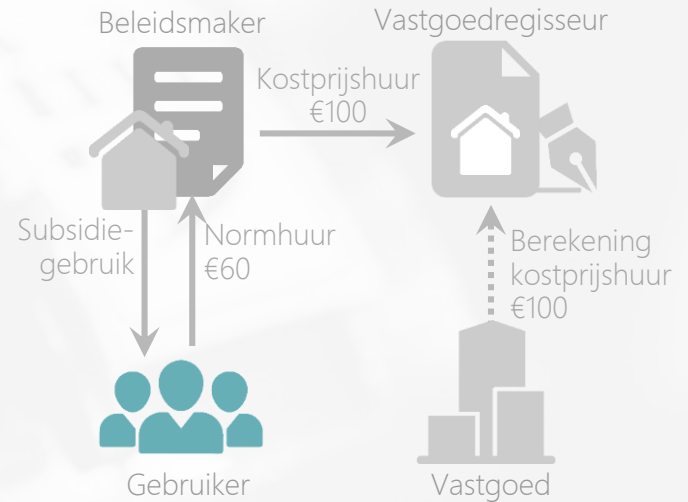 Beleidsmaker
Vastgoedregisseur
Kostprijshuur
€100
Subsidie-
gebruik
Normhuur
€60
Berekening
kostprijshuur
€100
Gebruiker
Vastgoed